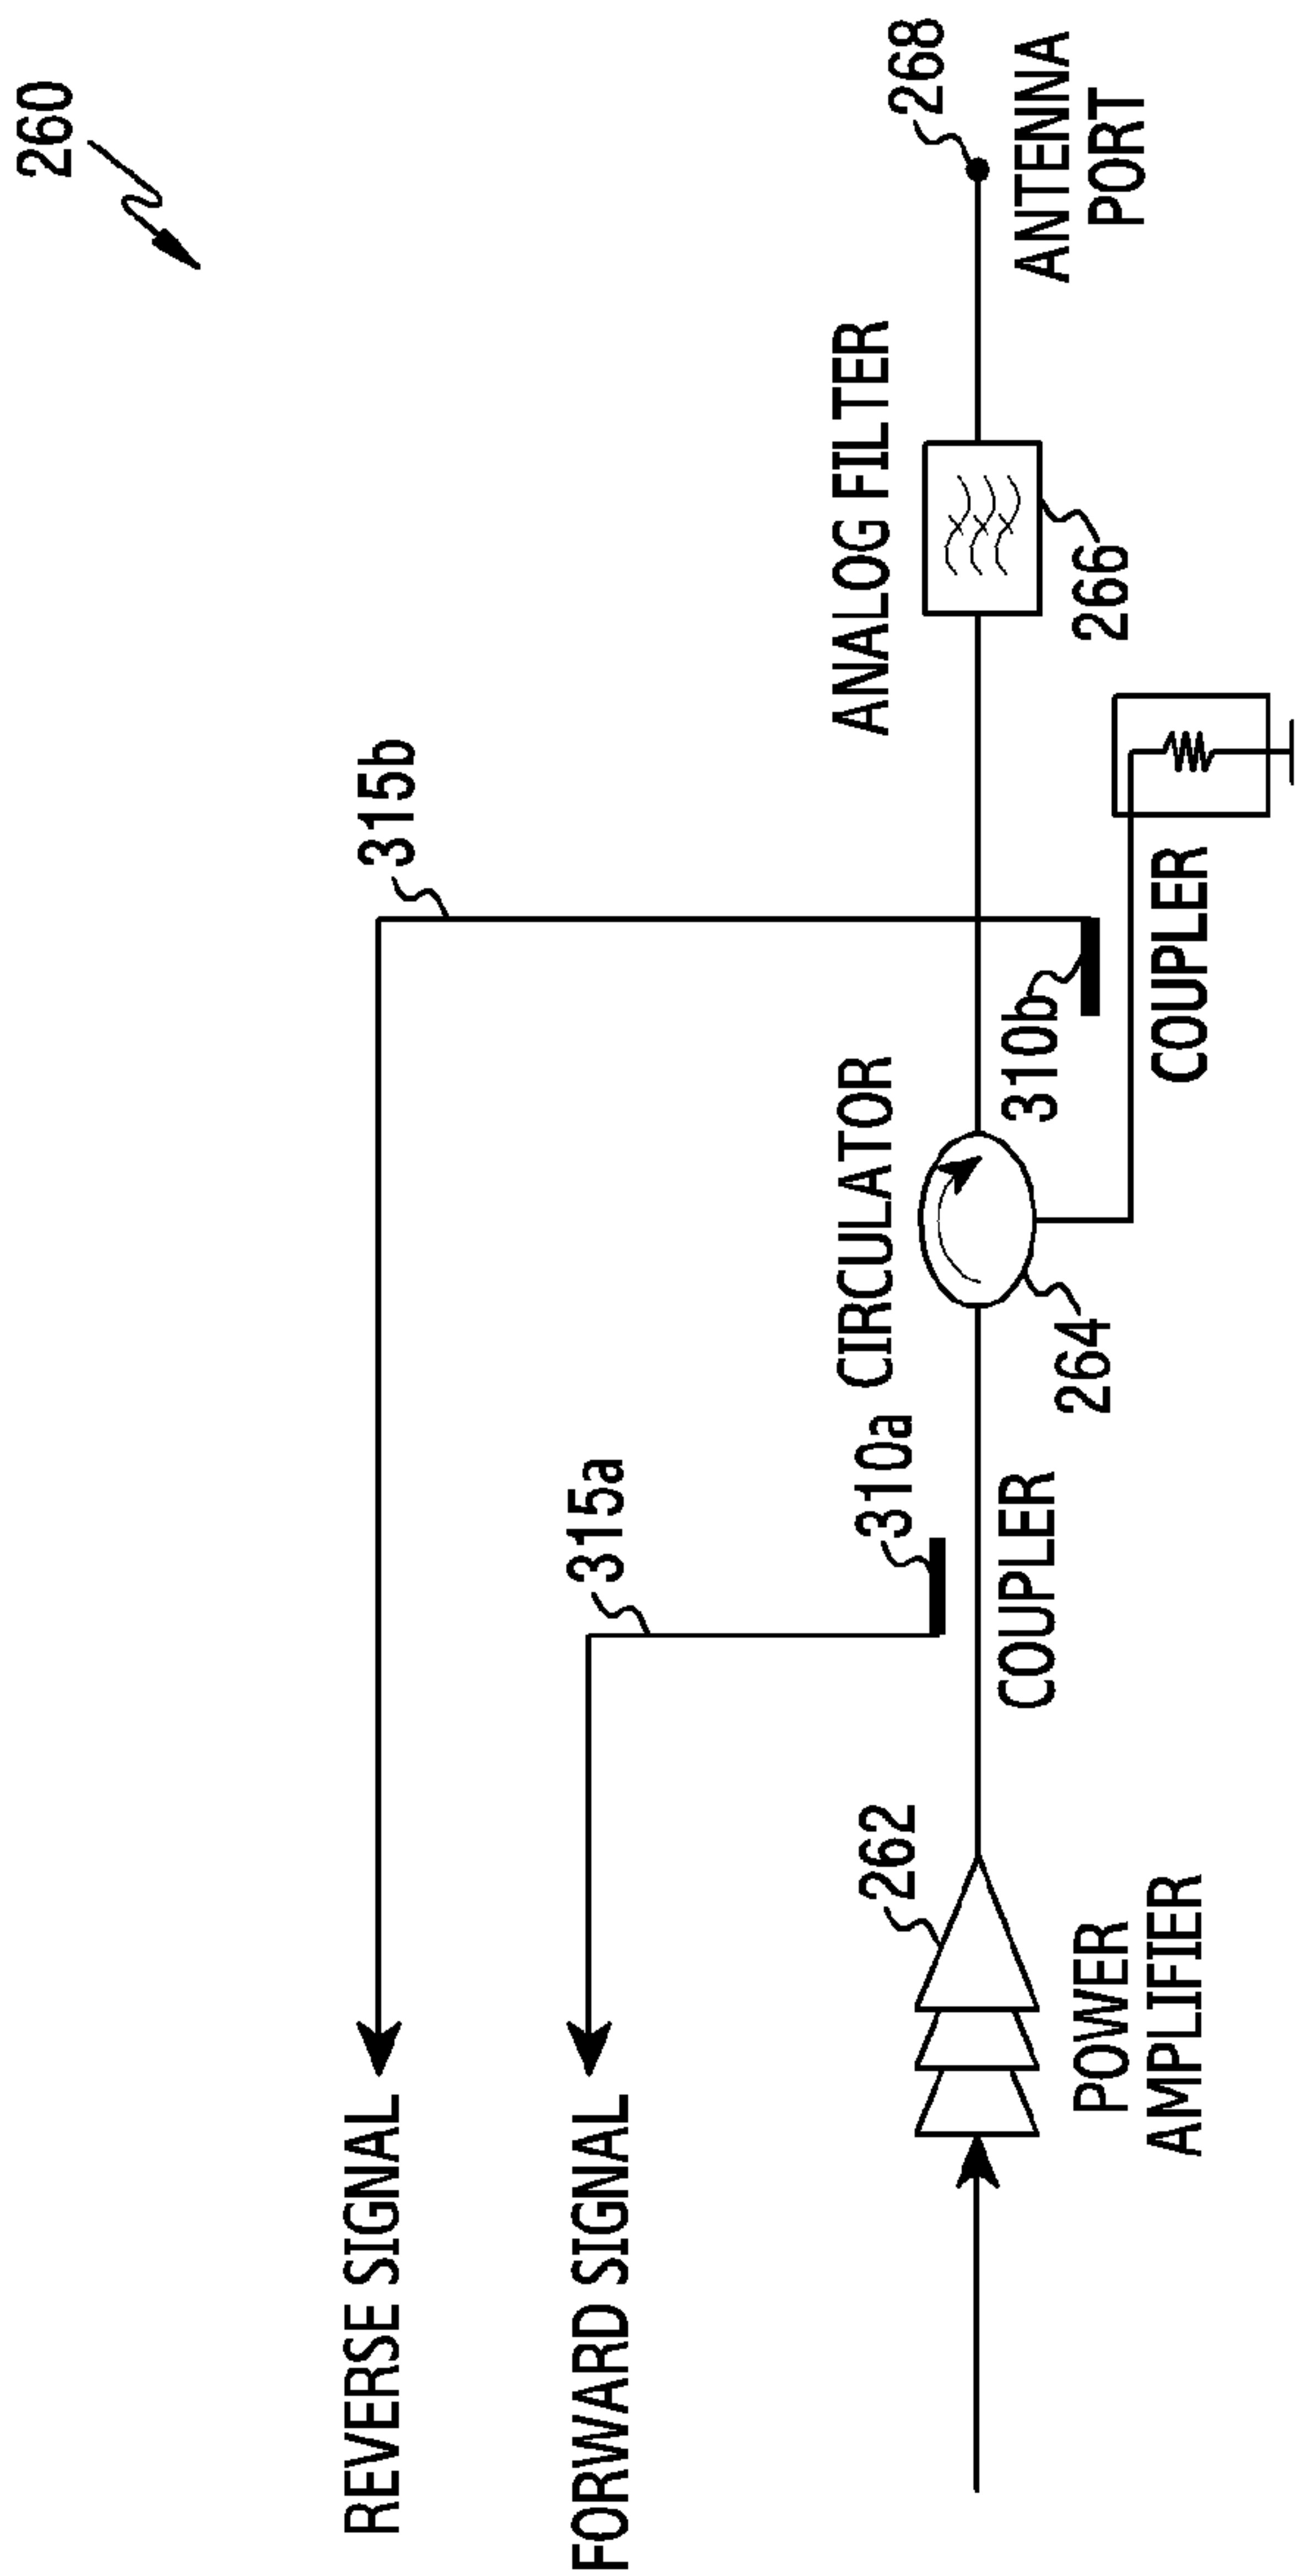 260
REVERSE SIGNAL
315b
FORWARD SIGNAL
315a
ANALOG FILTER
CIRCULATOR
310a
262
268
COUPLER
310b
264
266
ANTENNA
PORT
POWER
AMPLIFIER
COUPLER